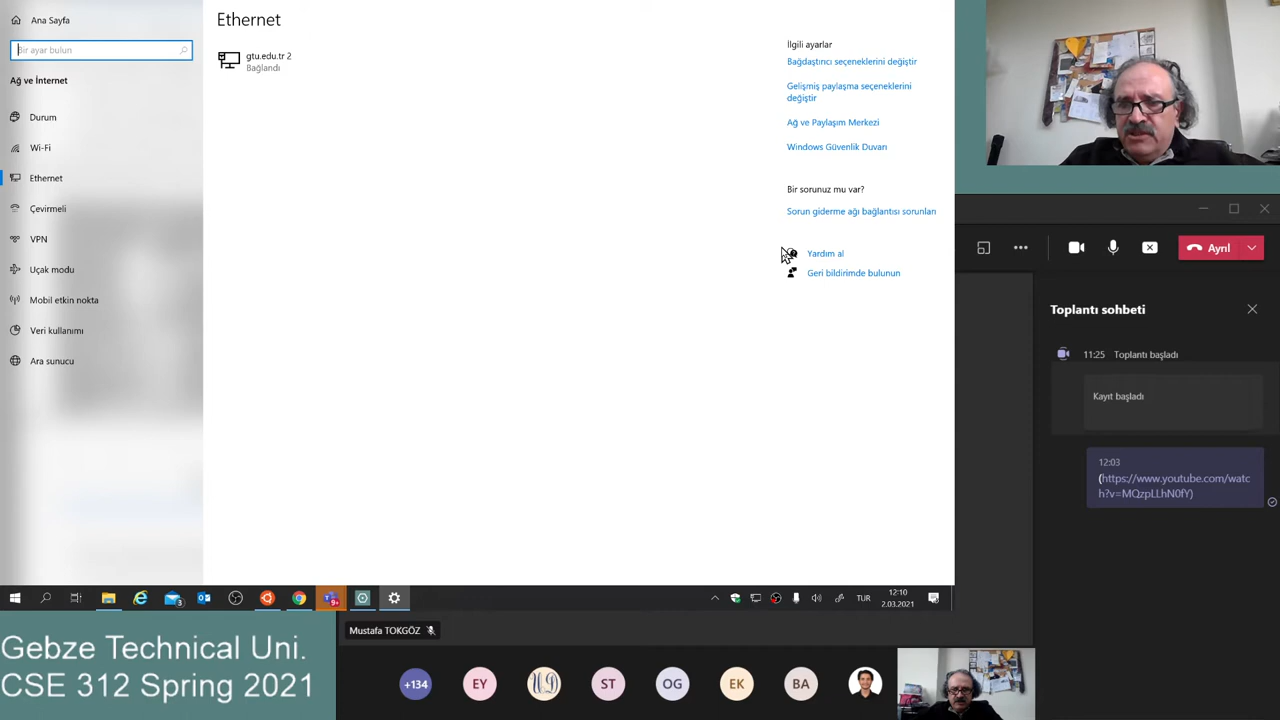 Ana Sayfa
Bir ayar bulun
Ağ ve İnternet
Durum
Wi-Fi
Ethernet
Çevirmeli
VPN
Uçak modu
Mobil etkin nokta
Veri kullanımı
Ara sunucu
Ethernet
gtu.edu.tr 2
Bağlandı
İlgili ayarlar
Bağdaştırıcı seçeneklerini değiştir
Gelişmiş paylaşma seçeneklerini
değiştir
Ağ ve Paylaşım Merkezi
Windows Güvenlik Duvarı
Bir sorununuz mu var?
Sorun giderme ağı bağlantısı sorunları
Yardım al
Geri bildirimde bulunun
Ayrıl
Toplantı sohbeti
11:25 Toplantı başladı
Kayıt başladı
12:03
(https://www.youtube.com/watc
h?v=MQzpLLhN0fY)
3
9+
TUR
12:10
2.03.2021
Mustafa TOKGÖZ
+134
EY
ST
OG
EK
BA
Gebze Technical Uni.
CSE 312 Spring 2021